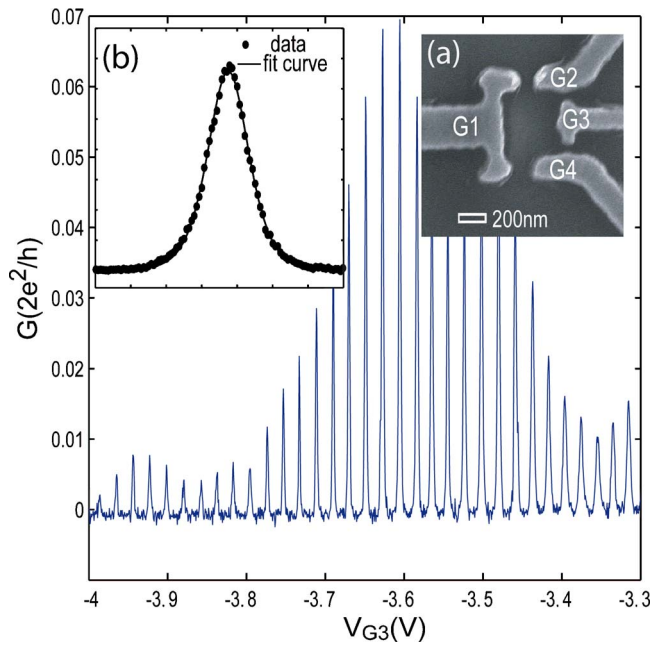 0.07
0.06
0.05
0.04
0.03
0.02
0.01
0
G(2e²/h)
(b)
data
fit curve
(a)
G1
G2
G3
G4
200nm
-4
-3.9
-3.8
-3.7
-3.6
-3.5
-3.4
-3.3
V_G3(V)